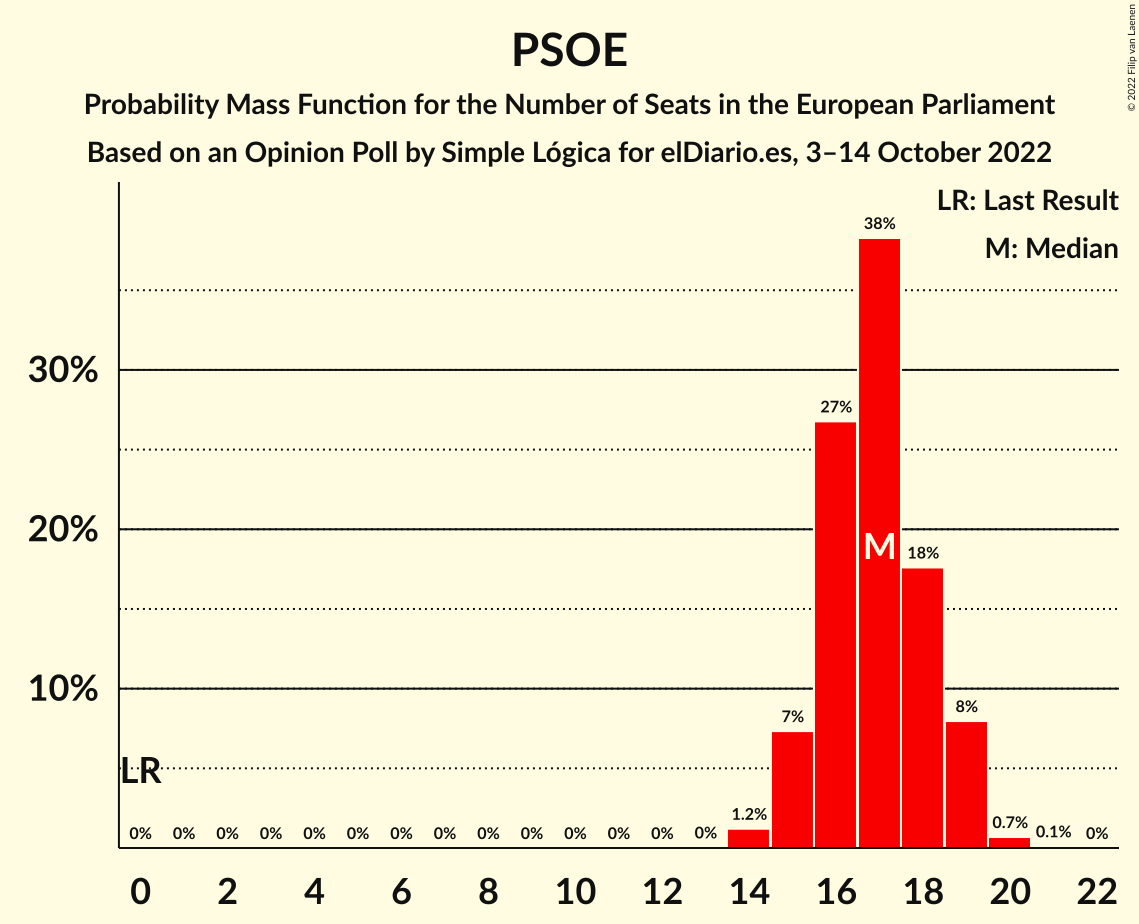 PSOE
Probability Mass Function for the Number of Seats in the European Parliament
Based on an Opinion Poll by Simple Lógica for elDiario.es, 3–14 October 2022
© 2022 Filip van Laenen
LR: Last Result
M: Median
38%
30%
27%
20%
M
18%
10%
7%
8%
LR
0% 0% 0% 0% 0% 0% 0% 0% 0% 0% 0% 0% 0% 0% 1.2% 0.7% 0.1% 0%
0 2 4 6 8 10 12 14 16 18 20 22